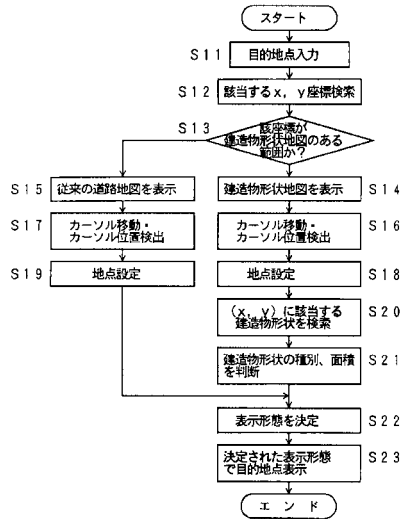 スタート
S11 目的地点入力
S12 該当するx，y座標検索
S13 該座標が
建造物形状地図のある
範囲か？
S15 従来の道路地図を表示
建造物形状地図を表示 S14
S17 カーソル移動・
カーソル位置検出
カーソル移動・
カーソル位置検出 S16
S19 地点設定
地点設定 S18
(x，y)に該当する
建造物形状を検索 S20
建造物形状の種別、面積
を判断 S21
表示形態を決定 S22
決定された表示形態
で目的地点表示 S23
エンド